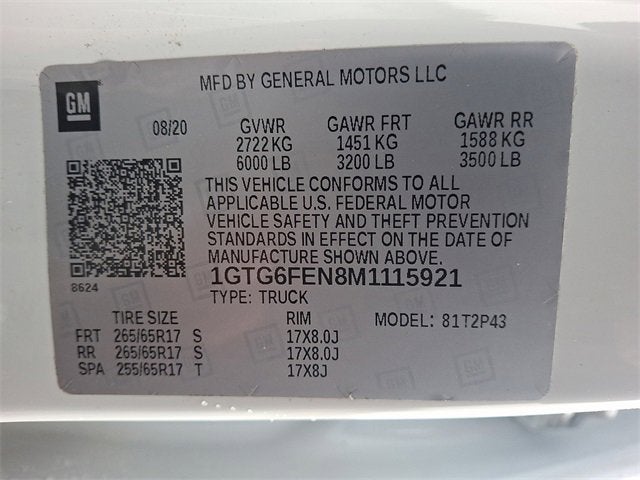 MFD BY GENERAL MOTORS LLC
GM
08/20 GVWR GAWR FRT GAWR RR
2722 KG 1451 KG 1588 KG
6000 LB 3200 LB 3500 LB
THIS VEHICLE CONFORMS TO ALL
APPLICABLE U.S. FEDERAL MOTOR
VEHICLE SAFETY AND THEFT PREVENTION
STANDARDS IN EFFECT ON THE DATE OF
MANUFACTURE SHOWN ABOVE.
8624
1GTG6FEN8M1115921
TYPE: TRUCK
TIRE SIZE RIM MODEL: 81T2P43
FRT 265/65R17 S 17X8.0J
RR 265/65R17 S 17X8.0J
SPA 255/65R17 T 17X8J